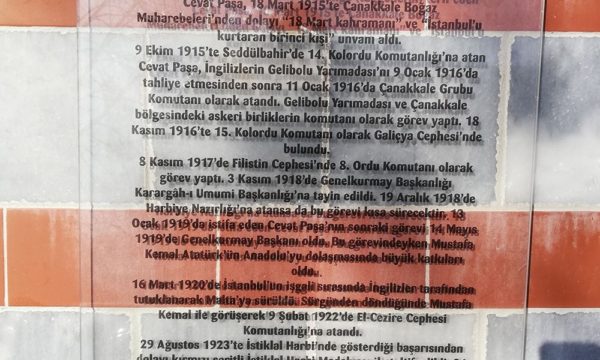 Cevat Paşa, 18 Mart 1915'te Çanakkale Boğaz
Muharebeleri'nden dolayı "18 Mart kahramanı" ve "İstanbul'u
kurtaran birinci kişi" unvanı aldı.
9 Ekim 1915'te Seddülbahir'de 14. Kolordu Komutanlığı'na atan
Cevat Paşa, İngilizlerin Gelibolu Yarımadası'nı 9 Ocak 1916'da
tahliye etmesinden sonra 11 Ocak 1916'da Çanakkale Grubu
Komutanı olarak atandı. Gelibolu Yarımadası ve Çanakkale
bölgesindeki askeri birliklerin komutanı olarak görev yaptı. 18
Kasım 1916'te 15. Kolordu Komutanı olarak Galiçya Cephesi'nde
bulundu.
8 Kasım 1917'de Filistin Cephesi'nde 8. Ordu Komutanı olarak
görev yaptı. 3 Kasım 1918'de Genelkurmay Başkanlığı
Karargâh-ı Umumi Başkanlığı'na tayin edildi. 19 Aralık 1918'de
Harbiye Nazırlığı'na atansa da bu görevi kısa sürecektir. 13
Ocak 1919'da istifa eden Cevat Paşa'nın sonraki görevi; 14 Mayıs
1919'de Genelkurmay Başkanı oldu. Bu görevindeyken Mustafa
Kemal Atatürk'ün Anadolu'yu dolaşmasında büyük katkıları
oldu.
16 Mart 1920'de İstanbul'un işgali sırasında İngilizler tarafından
tutuklanarak Malta'ya sürüldü. Sürgünden döndüğünde Mustafa
Kemal ile görüşerek 9 Şubat 1922'de El-Cezire Cephesi
Komutanlığı'na atandı.
29 Ağustos 1923'te İstiklal Harbi'nde gösterdiği başarısından
dolayı kırmızı şeritli İstiklal Harbi